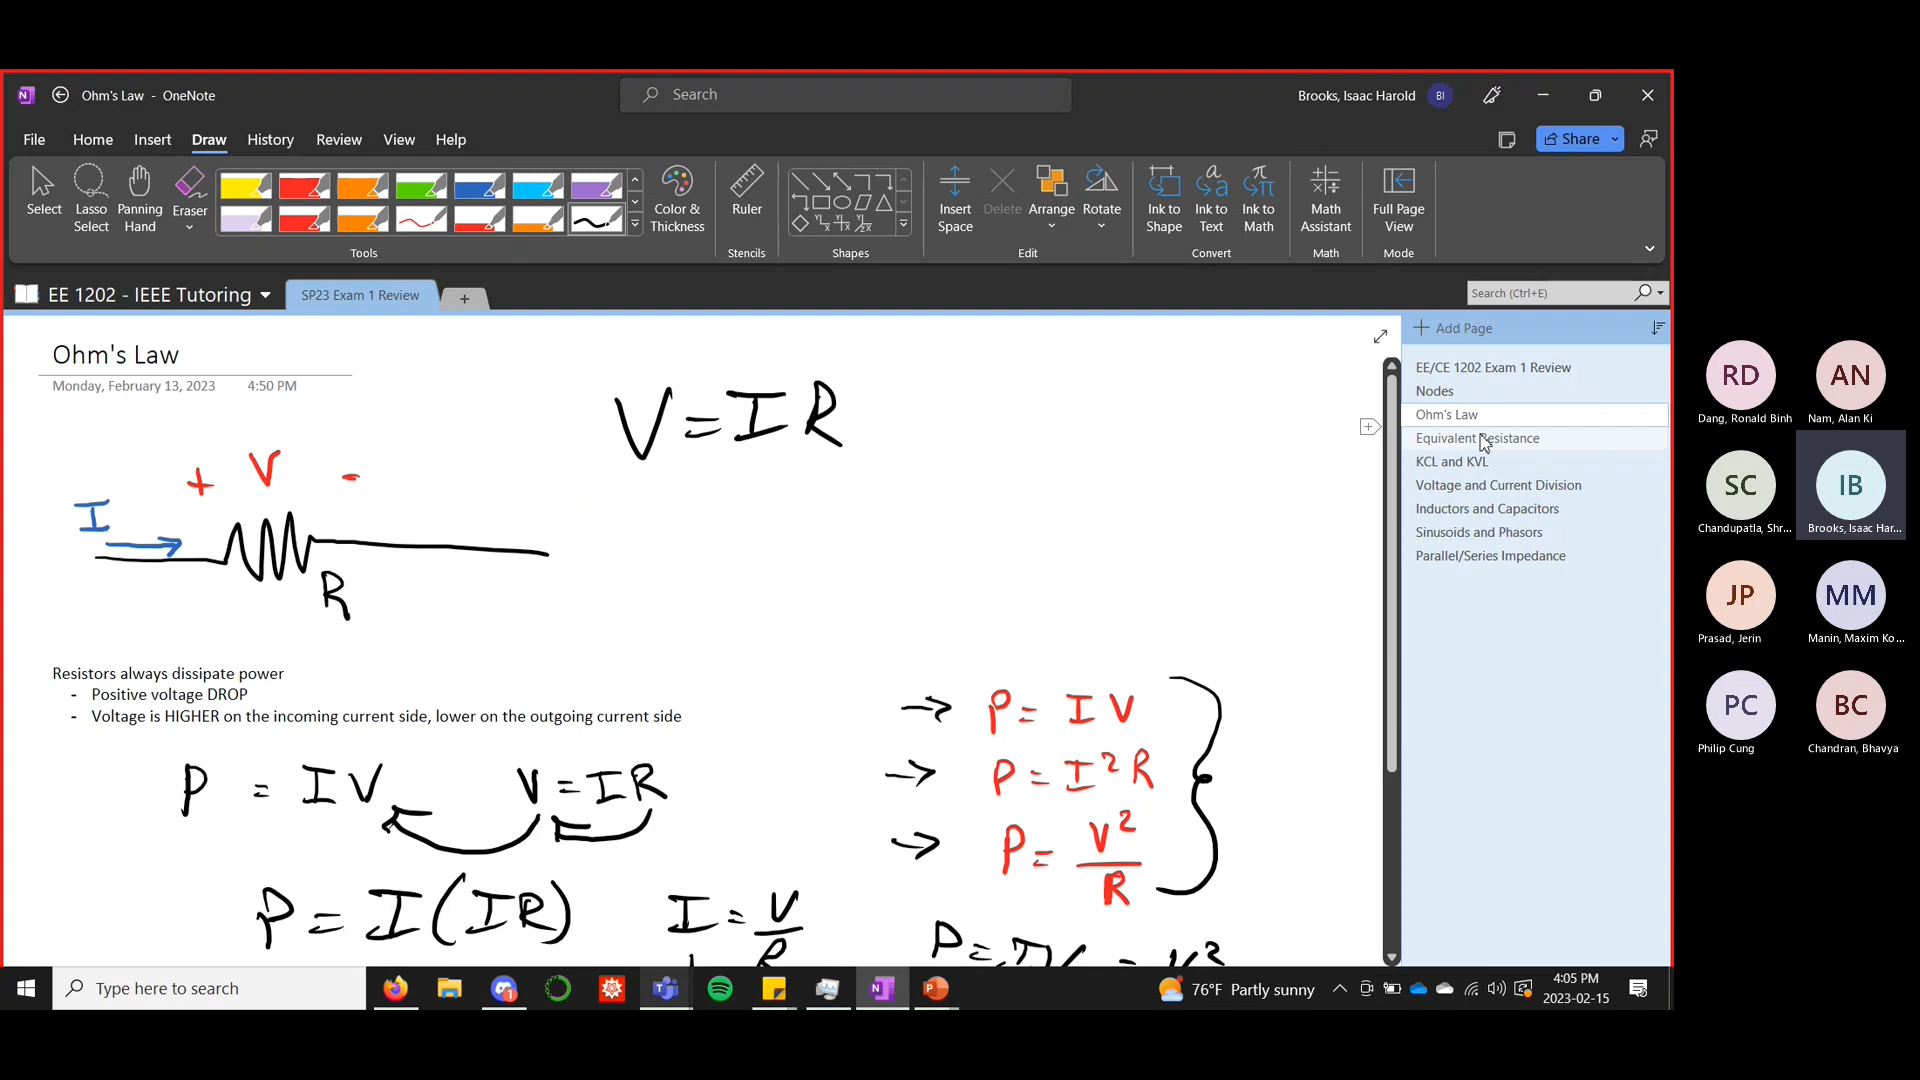 Ohm's Law - OneNote
Search
Brooks, Isaac Harold
BI
File Home Insert Draw History Review View Help
Share
Select
Lasso Select
Panning Hand
Eraser
Color & Thickness
Ruler
Insert Space
Delete
Arrange
Rotate
Ink to Shape
Ink to Text
Ink to Math
Math Assistant
Full Page View
Tools
Stencils
Shapes
Edit
Convert
Math
Mode
EE 1202 - IEEE Tutoring
SP23 Exam 1 Review
Search (Ctrl+E)
Ohm's Law
Monday, February 13, 2023 4:50 PM
V = I R
+ V -
I
R
Resistors always dissipate power
- Positive voltage DROP
- Voltage is HIGHER on the incoming current side, lower on the outgoing current side
→ P = I V
→ P = I² R
→ P = V²/R
P = IV V = IR
P = I(IR) I = V/R
P = IV = V²
Add Page
EE/CE 1202 Exam 1 Review
Nodes
Ohm's Law
Equivalent Resistance
KCL and KVL
Voltage and Current Division
Inductors and Capacitors
Sinusoids and Phasors
Parallel/Series Impedance
RD
Dang, Ronald Binh
AN
Nam, Alan Ki
SC
Chandupatla, Shr...
IB
Brooks, Isaac Har...
JP
Prasad, Jerin
MM
Manin, Maxim Ko...
PC
Philip Cung
BC
Chandran, Bhavya
Type here to search
76°F Partly sunny
4:05 PM
2023-02-15